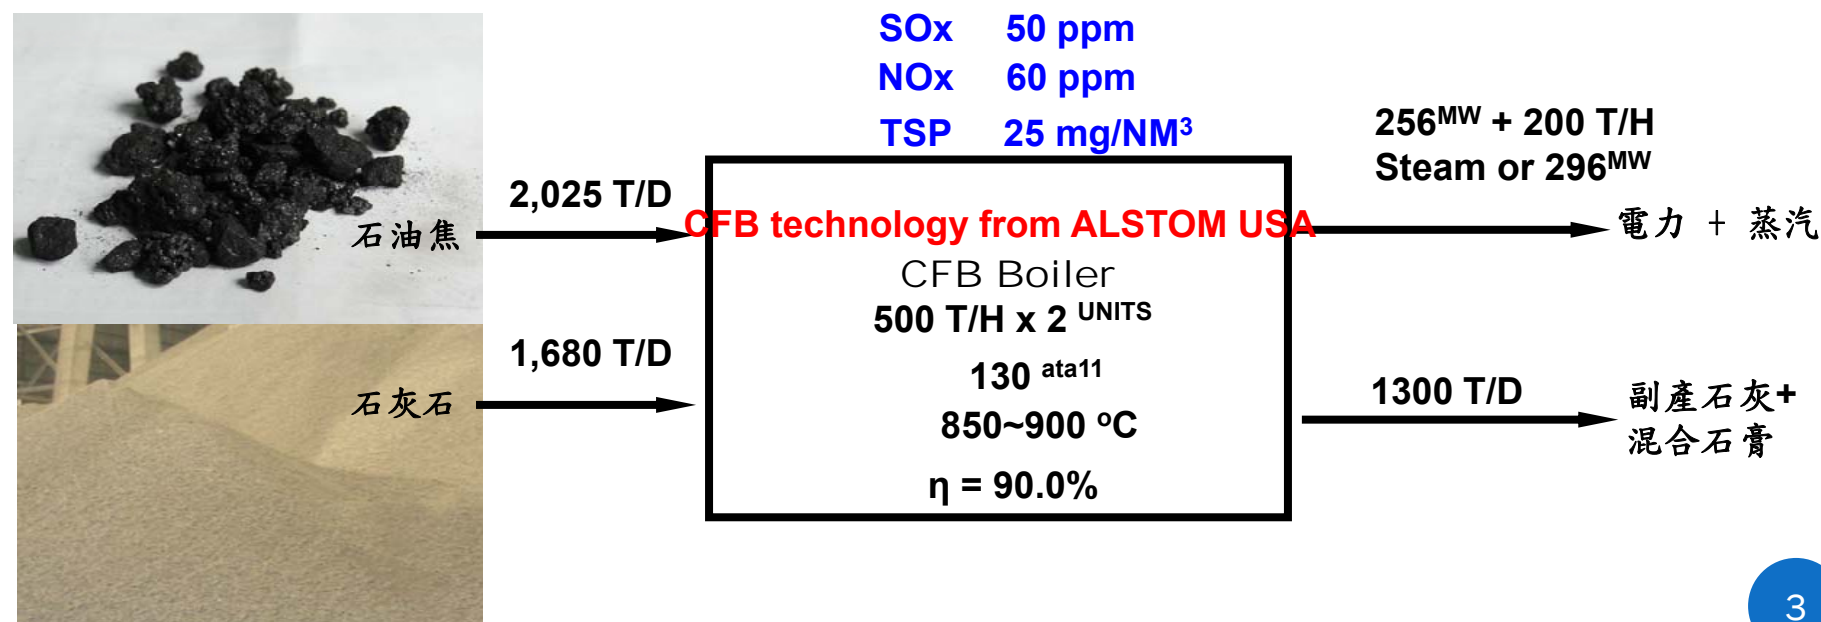 SOx 50 ppm
NOx 60 ppm
TSP 25 mg/NM³
256ᴹᵂ + 200 T/H
Steam or 296ᴹᵂ
2,025 T/D
石油焦
CFB technology from ALSTOM USA
電力 + 蒸汽
CFB Boiler
500 T/H x 2 UNITS
1,680 T/D
石灰石
130 ata11
850~900 ºC
η = 90.0%
1300 T/D
副產石灰+
混合石膏
3